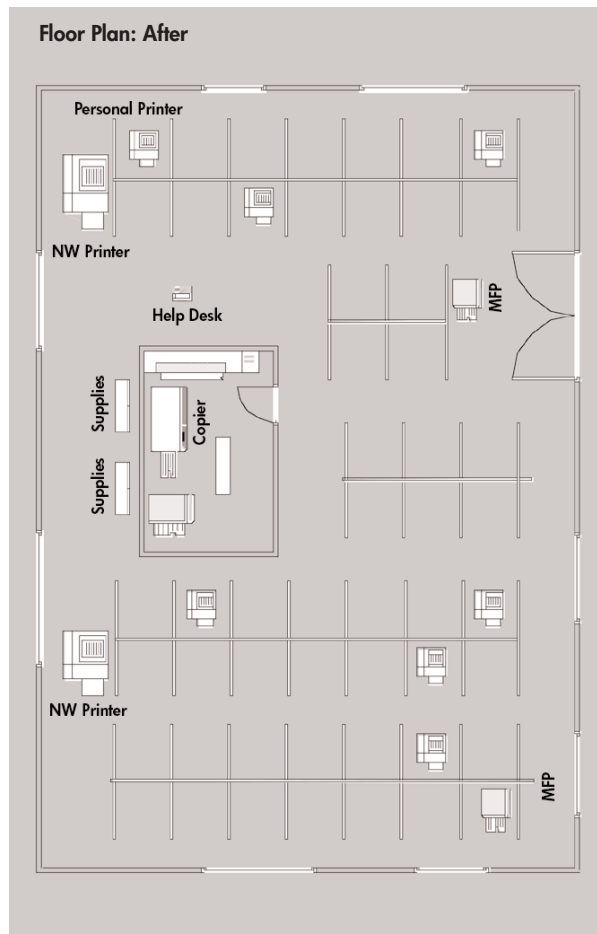 Floor Plan: After
Personal Printer
NW Printer
MFP
Help Desk
Supplies
Copier
Supplies
NW Printer
MFP